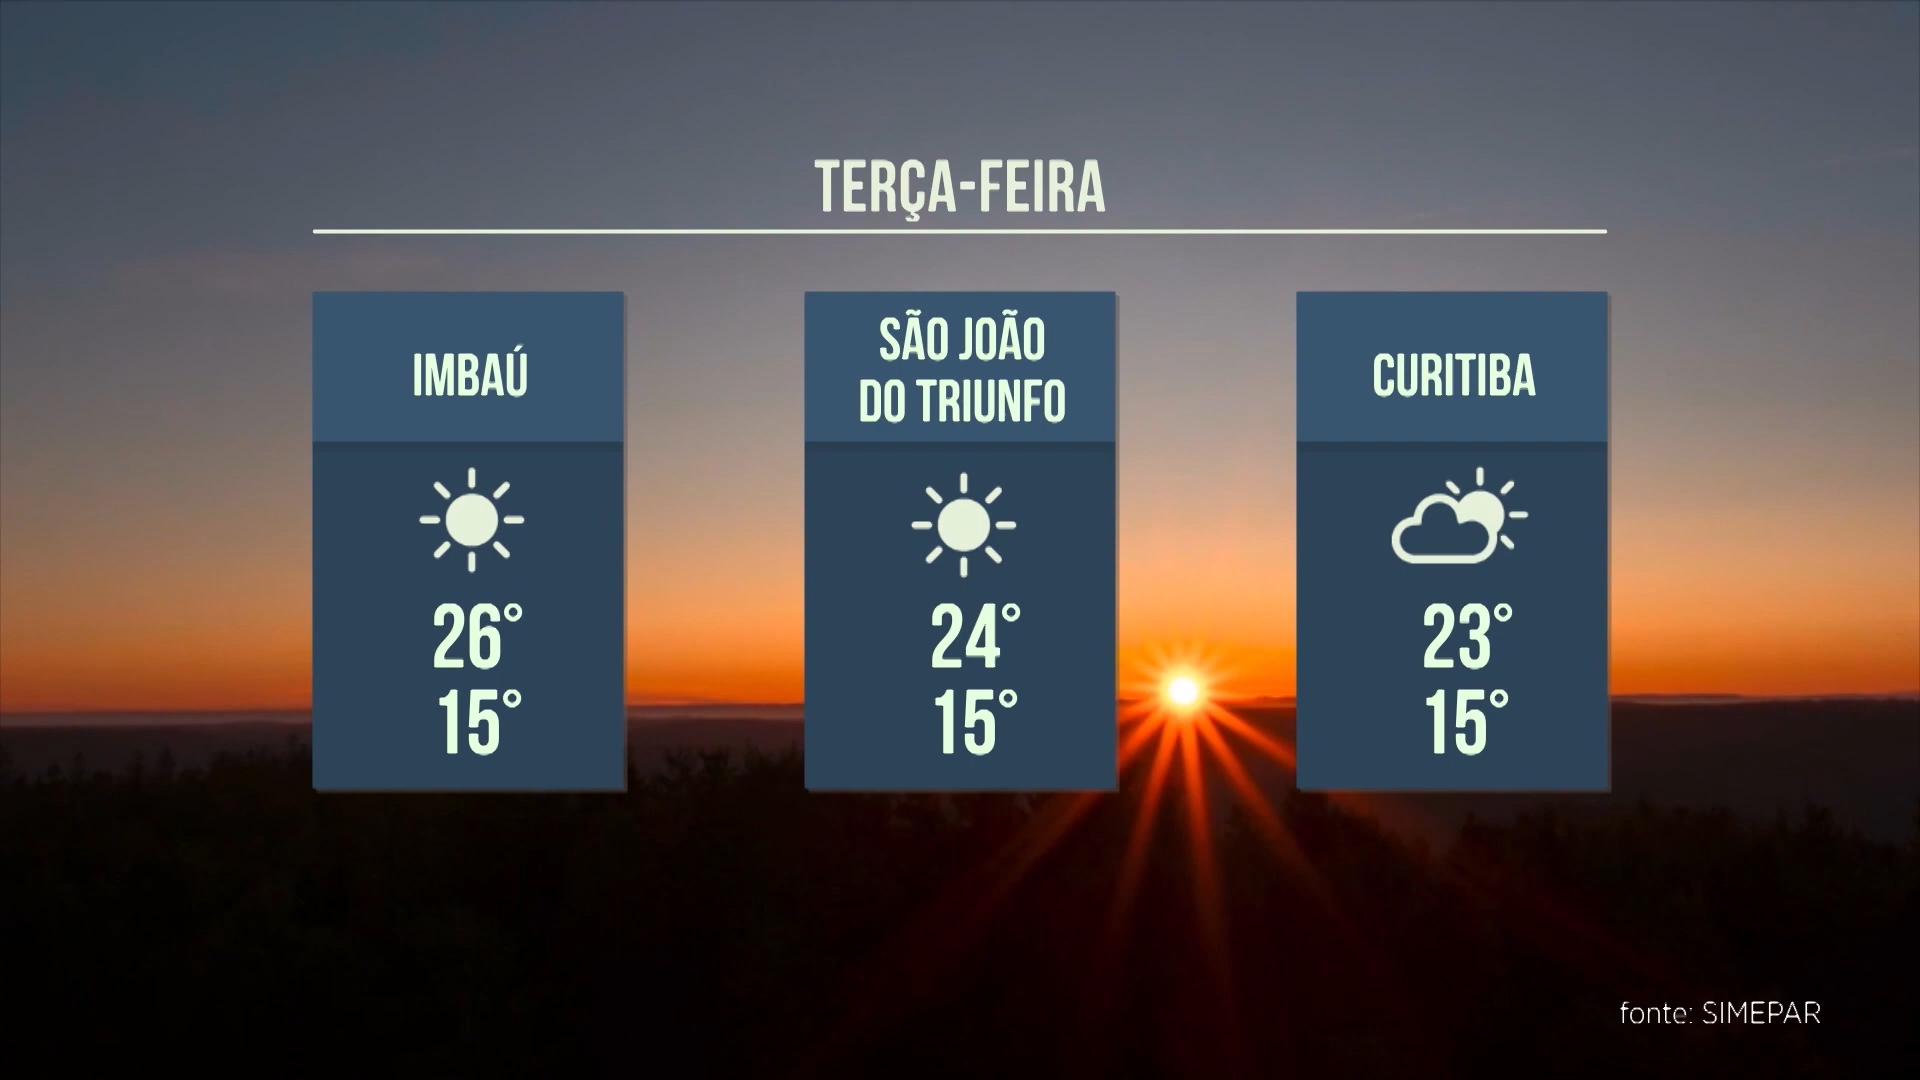 TERÇA-FEIRA
IMBAÚ
26°
15°
SÃO JOÃO
DO TRIUNFO
24°
15°
CURITIBA
23°
15°
fonte: SIMEPAR